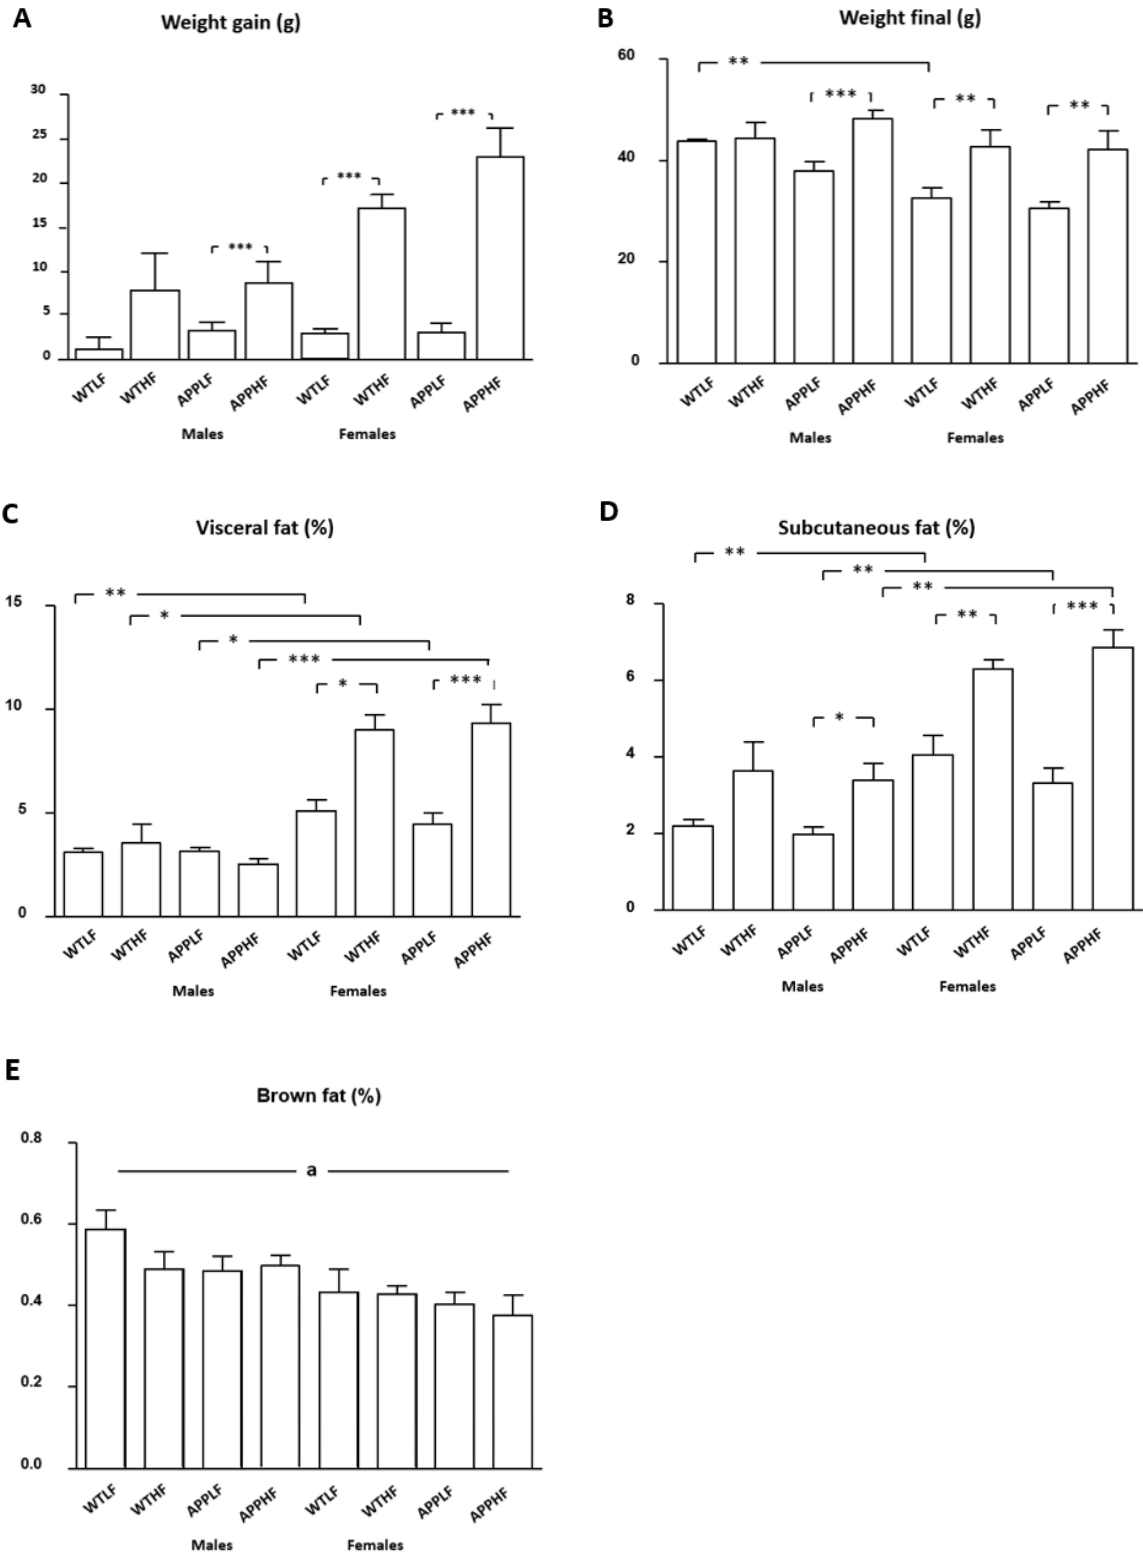 A
Weight gain (g)
30
25
20
15
10
5
0
***
***
***
WTLF WTHF APPLF APPHF WTLF WTHF APPLF APPHF
Males Females
B
Weight final (g)
60
40
20
0
**
***
**
**
WTLF WTHF APPLF APPHF WTLF WTHF APPLF APPHF
Males Females
C
Visceral fat (%)
15
10
5
0
**
*
*
***
*
***
WTLF WTHF APPLF APPHF WTLF WTHF APPLF APPHF
Males Females
D
Subcutaneous fat (%)
8
6
4
2
0
**
**
**
**
***
*
WTLF WTHF APPLF APPHF WTLF WTHF APPLF APPHF
Males Females
E
Brown fat (%)
0.8
0.6
0.4
0.2
0.0
a
WTLF WTHF APPLF APPHF WTLF WTHF APPLF APPHF
Males Females